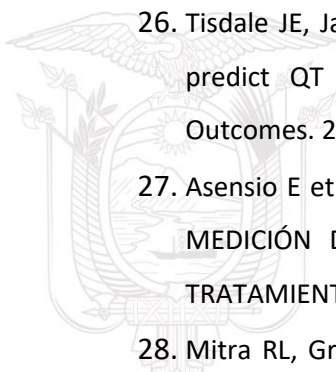 26. Tisdale JE, Ja
predict QT
Outcomes. 2
27. Asensio E et
MEDICIÓN
TRATAMIEN
28. Mitra RL, Gr